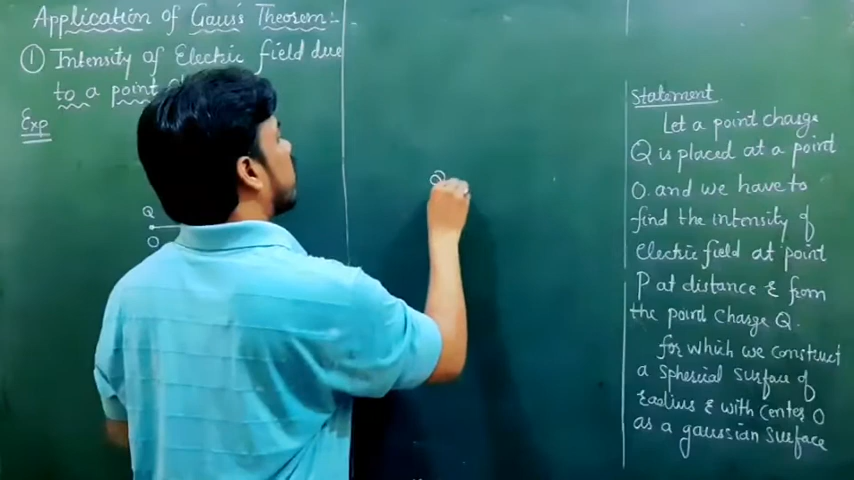 Application of Gauss's Theorem:-
① Intensity of Electric field due
to a point
Exp
Q
O
Q
Statement
Let a point charge
Q is placed at a point
O. and we have to
find the intensity of
electric field at point
P at distance r from
the point Charge Q.
for which we construct
a Spherical Surface of
radius r with center O
as a gaussian Surface